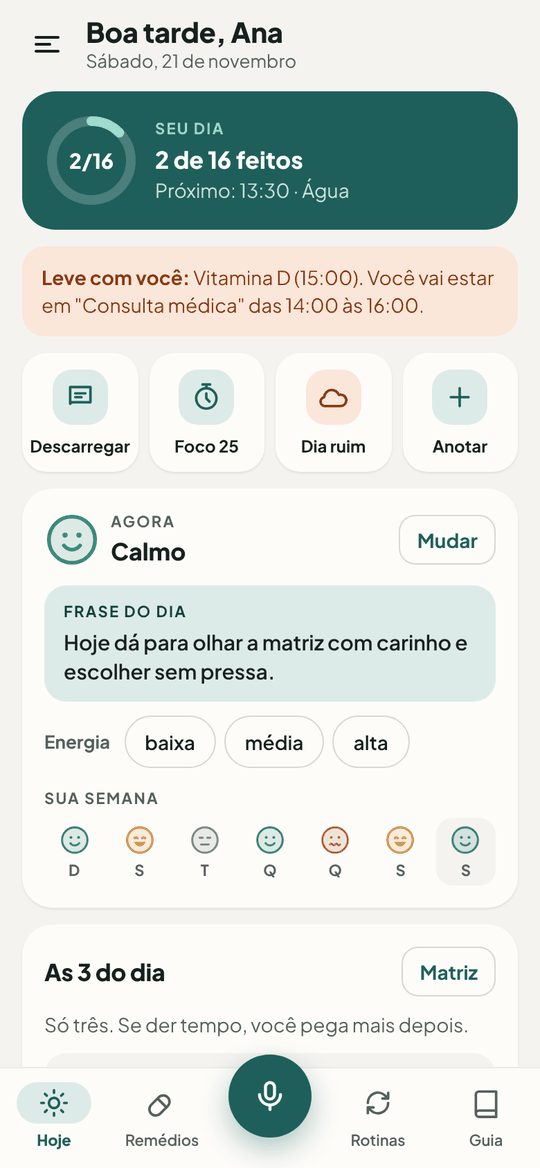 Boa tarde, Ana
Sábado, 21 de novembro
2/16
SEU DIA
2 de 16 feitos
Próximo: 13:30 · Água
Leve com você: Vitamina D (15:00). Você vai estar
em "Consulta médica" das 14:00 às 16:00.
Descarregar
Foco 25
Dia ruim
Anotar
AGORA
Calmo
Mudar
FRASE DO DIA
Hoje dá para olhar a matriz com carinho e
escolher sem pressa.
Energia
baixa
média
alta
SUA SEMANA
D
S
T
Q
Q
S
S
As 3 do dia
Matriz
Só três. Se der tempo, você pega mais depois.
Hoje
Remédios
Rotinas
Guia